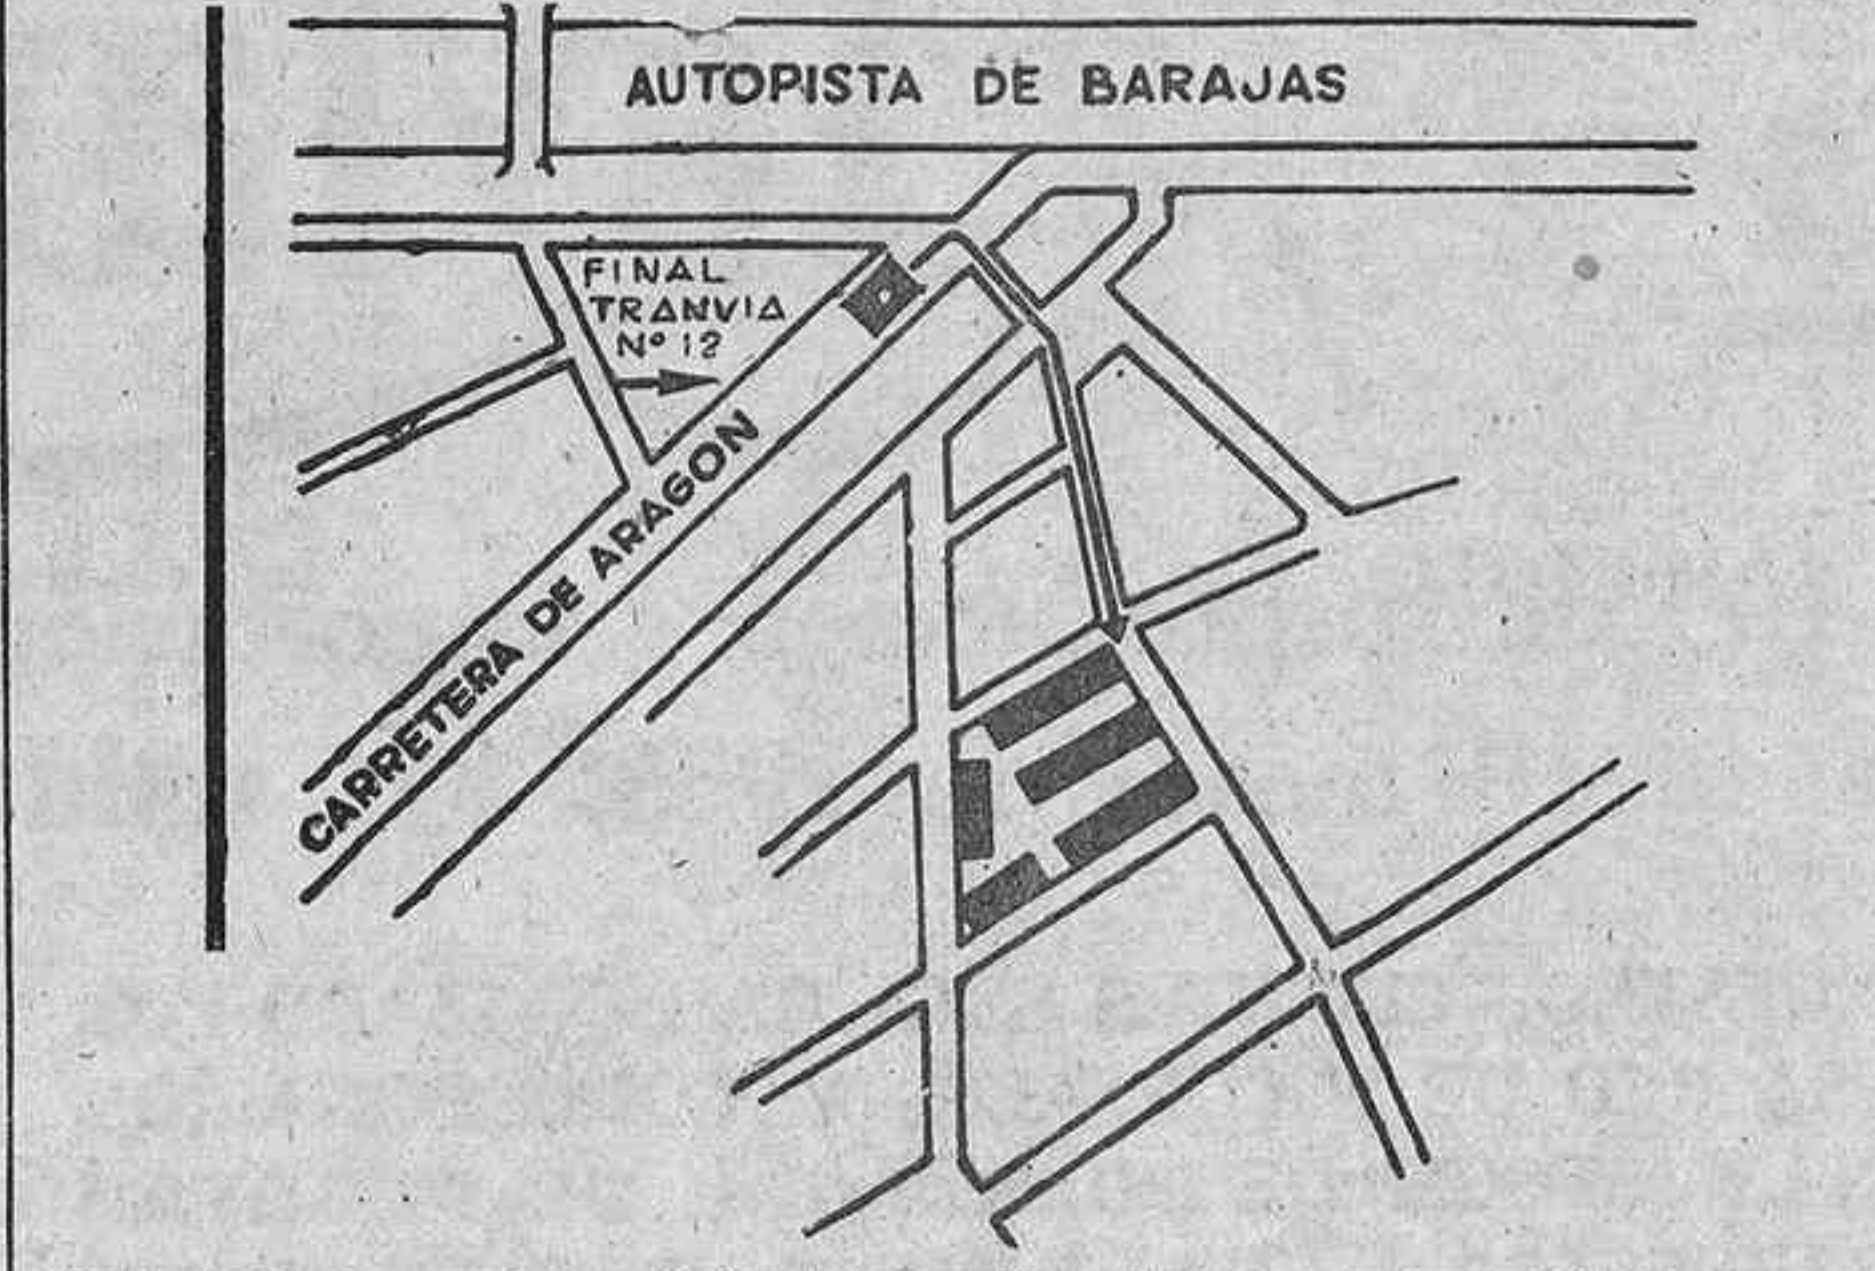 AUTOPISTA DE BARAJAS
FINAL
TRANVIA
Nº 12
CARRETERA DE ARAGON